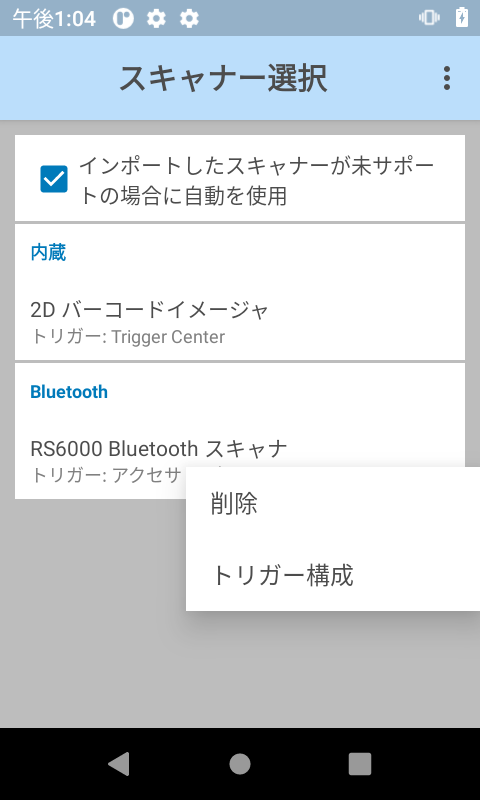 午後1:04
スキャナー選択
インポートしたスキャナーが未サポー
トの場合に自動を使用
内蔵
2D バーコードイメージャ
トリガー: Trigger Center
Bluetooth
RS6000 Bluetooth スキャナ
トリガー: アクセサ
削除
トリガー構成